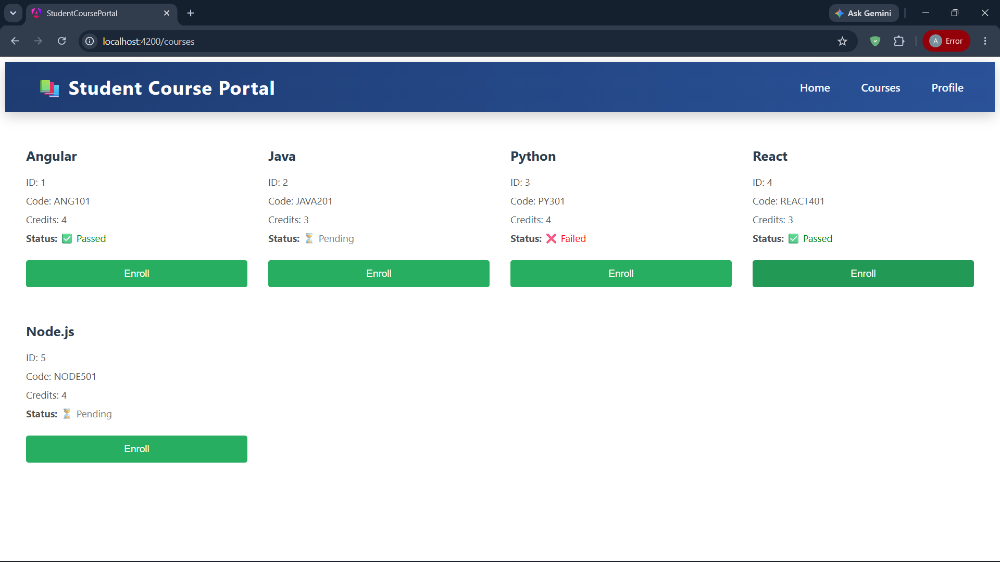 StudentCoursePortal
Ask Gemini
localhost:4200/courses
A Error
Student Course Portal
Home
Courses
Profile
Angular
ID: 1
Code: ANG101
Credits: 4
Status: ✅ Passed
Enroll
Java
ID: 2
Code: JAVA201
Credits: 3
Status: ⏳ Pending
Enroll
Python
ID: 3
Code: PY301
Credits: 4
Status: ❌ Failed
Enroll
React
ID: 4
Code: REACT401
Credits: 3
Status: ✅ Passed
Enroll
Node.js
ID: 5
Code: NODE501
Credits: 4
Status: ⏳ Pending
Enroll